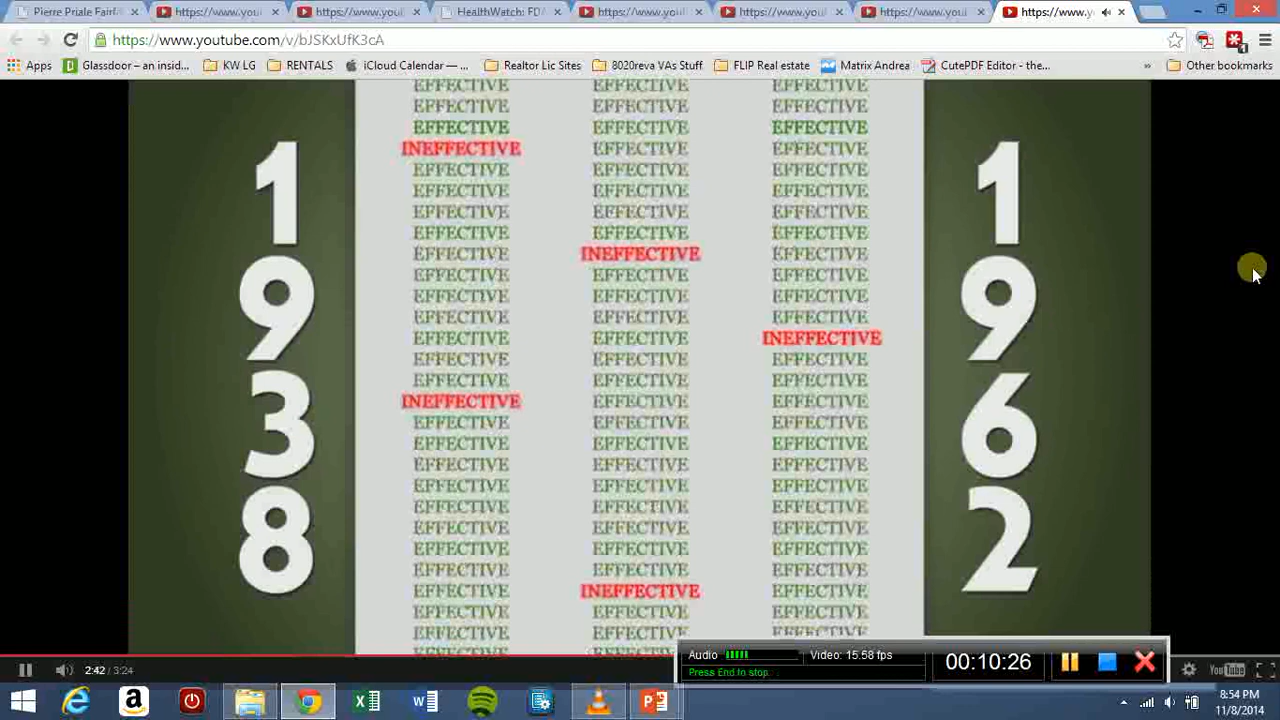 Pierre Priale Fairf
https://www.yout
https://www.yout
HealthWatch: FDA
https://www.yout
https://www.yout
https://www.yout
https://www.y
https://www.youtube.com/v/bJSKxUfK3cA
Apps Glassdoor – an insid... KW LG RENTALS iCloud Calendar — ... Realtor Lic Sites 8020reva VAs Stuff FLIP Real estate Matrix Andrea CutePDF Editor - the... » Other bookmarks
1938
EFFECTIVE EFFECTIVE EFFECTIVE
EFFECTIVE EFFECTIVE EFFECTIVE
EFFECTIVE EFFECTIVE EFFECTIVE
INEFFECTIVE EFFECTIVE EFFECTIVE
EFFECTIVE EFFECTIVE EFFECTIVE
EFFECTIVE EFFECTIVE EFFECTIVE
EFFECTIVE EFFECTIVE EFFECTIVE
EFFECTIVE EFFECTIVE EFFECTIVE
EFFECTIVE INEFFECTIVE EFFECTIVE
EFFECTIVE EFFECTIVE EFFECTIVE
EFFECTIVE EFFECTIVE EFFECTIVE
EFFECTIVE EFFECTIVE EFFECTIVE
EFFECTIVE EFFECTIVE INEFFECTIVE
EFFECTIVE EFFECTIVE EFFECTIVE
EFFECTIVE EFFECTIVE EFFECTIVE
INEFFECTIVE EFFECTIVE EFFECTIVE
EFFECTIVE EFFECTIVE EFFECTIVE
EFFECTIVE EFFECTIVE EFFECTIVE
EFFECTIVE EFFECTIVE EFFECTIVE
EFFECTIVE EFFECTIVE EFFECTIVE
EFFECTIVE EFFECTIVE EFFECTIVE
EFFECTIVE EFFECTIVE EFFECTIVE
EFFECTIVE EFFECTIVE EFFECTIVE
EFFECTIVE EFFECTIVE EFFECTIVE
EFFECTIVE INEFFECTIVE EFFECTIVE
EFFECTIVE EFFECTIVE EFFECTIVE
EFFECTIVE EFFECTIVE EFFECTIVE
1962
2:42 / 3:24
Audio Video: 15.58 fps
Press End to stop.
00:10:26
YouTube
8:54 PM
11/8/2014